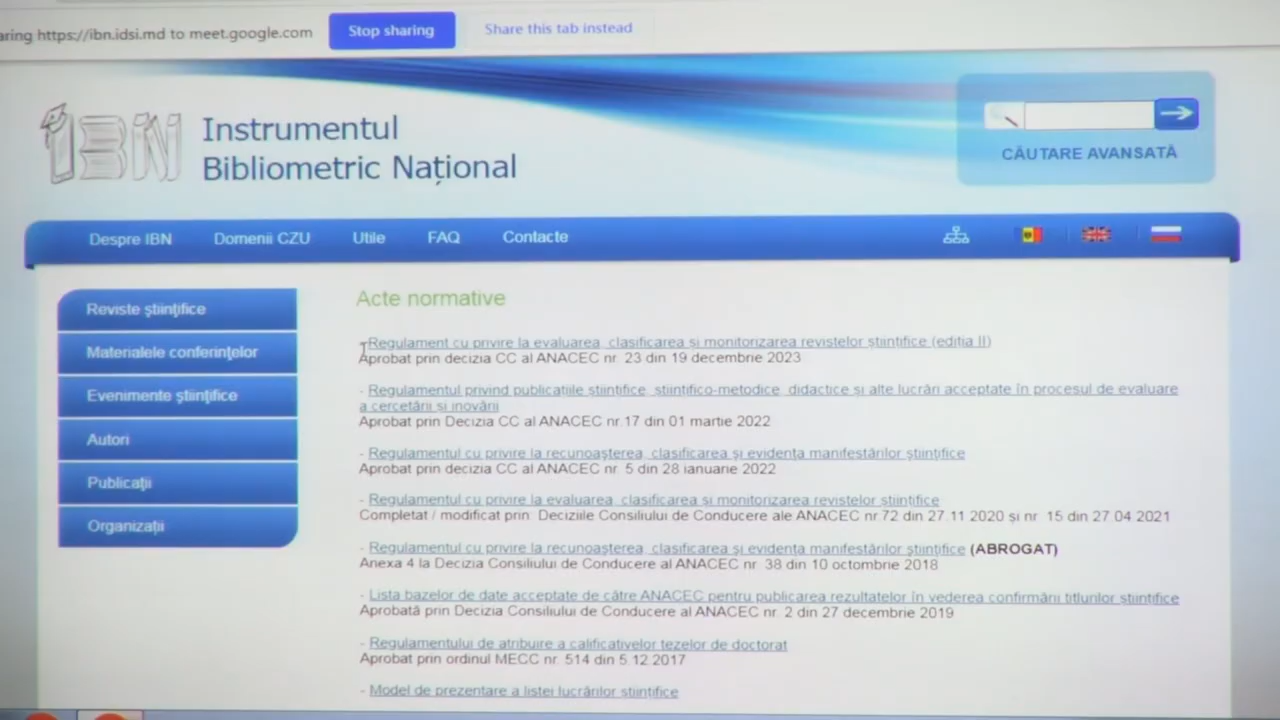 aring https://ibn.idsi.md to meet.google.com
Stop sharing
Share this tab instead
IBN
Instrumentul
Bibliometric Național
CĂUTARE AVANSATĂ
Despre IBN
Domenii CZU
Utile
FAQ
Contacte
Reviste ştiinţifice
Materialele conferinţelor
Evenimente ştiinţifice
Autori
Publicaţii
Organizaţii
Acte normative
- Regulament cu privire la evaluarea, clasificarea și monitorizarea revistelor științifice (ediția II)
Aprobat prin decizia CC al ANACEC nr. 23 din 19 decembrie 2023
- Regulamentul privind publicațiile științifice, științifico-metodice, didactice și alte lucrări acceptate în procesul de evaluare
a cercetării și inovării
Aprobat prin Decizia CC al ANACEC nr.17 din 01 martie 2022
- Regulamentul cu privire la recunoașterea, clasificarea și evidența manifestărilor științifice
Aprobat prin decizia CC al ANACEC nr. 5 din 28 ianuarie 2022
- Regulamentul cu privire la evaluarea, clasificarea și monitorizarea revistelor științifice
Completat / modificat prin Deciziile Consiliului de Conducere ale ANACEC nr.72 din 27.11.2020 și nr. 15 din 27.04.2021
- Regulamentul cu privire la recunoașterea, clasificarea și evidența manifestărilor științifice (ABROGAT)
Anexa 4 la Decizia Consiliului de Conducere al ANACEC nr. 38 din 10 octombrie 2018
- Lista bazelor de date acceptate de către ANACEC pentru publicarea rezultatelor în vederea confirmării titlurilor științifice
Aprobată prin Decizia Consiliului de Conducere al ANACEC nr. 2 din 27 decembrie 2019
- Regulamentului de atribuire a calificativelor tezelor de doctorat
Aprobat prin ordinul MECC nr. 514 din 5.12.2017
- Model de prezentare a listei lucrărilor științifice